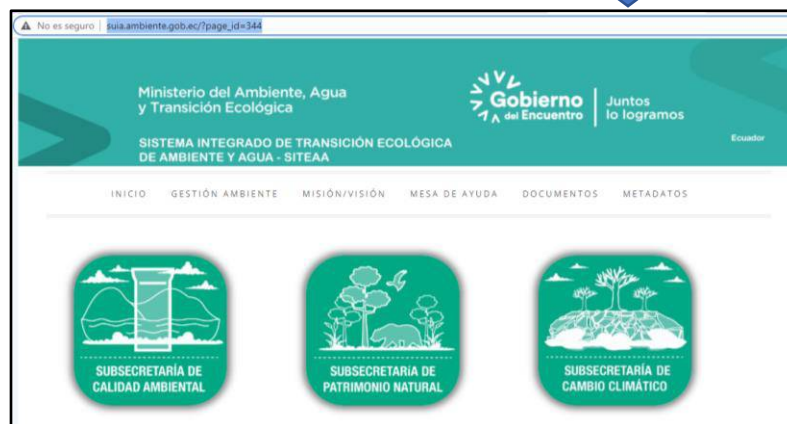 No es seguro | suia.ambiente.gob.ec/?page_id=344
Ministerio del Ambiente, Agua
y Transición Ecológica
Gobierno
del Encuentro
Juntos
lo logramos
SISTEMA INTEGRADO DE TRANSICIÓN ECOLÓGICA
DE AMBIENTE Y AGUA - SITEAA
Ecuador
INICIO GESTIÓN AMBIENTE MISIÓN/VISIÓN MESA DE AYUDA DOCUMENTOS METADATOS
SUBSECRETARÍA DE
CALIDAD AMBIENTAL
SUBSECRETARÍA DE
PATRIMONIO NATURAL
SUBSECRETARÍA DE
CAMBIO CLIMÁTICO